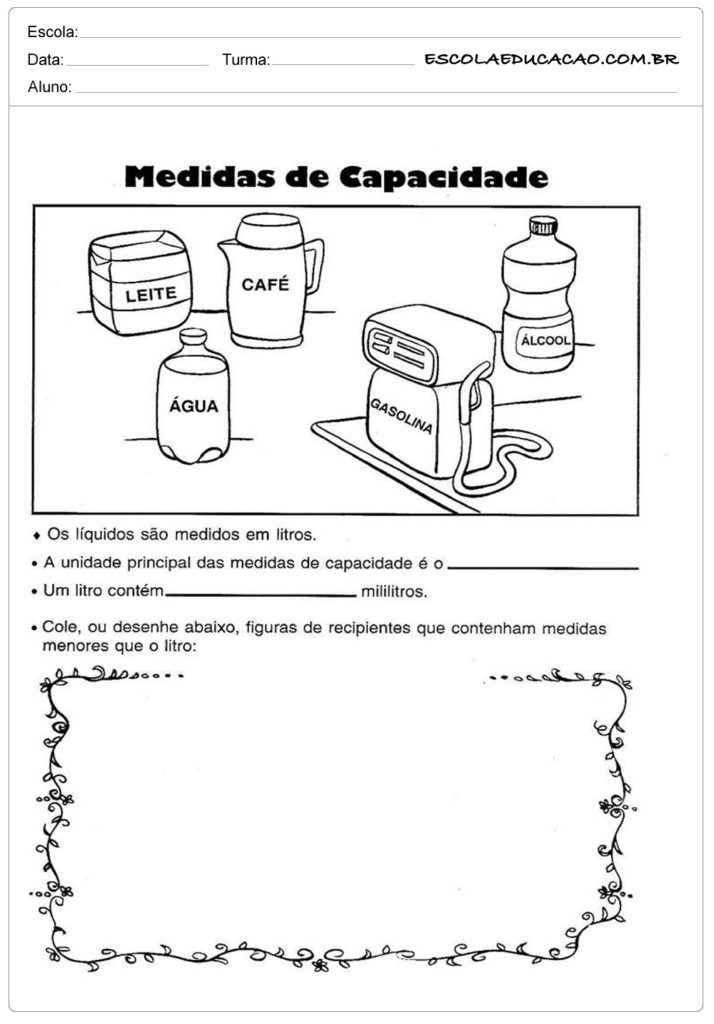 Escola:
Data: Turma: ESCOLAEDUCACAO.COM.BR
Aluno:
Medidas de Capacidade
LEITE
CAFÉ
ÁLCOOL
ÁGUA
GASOLINA
♦ Os líquidos são medidos em litros.
• A unidade principal das medidas de capacidade é o
• Um litro contém mililitros.
• Cole, ou desenhe abaixo, figuras de recipientes que contenham medidas
menores que o litro: